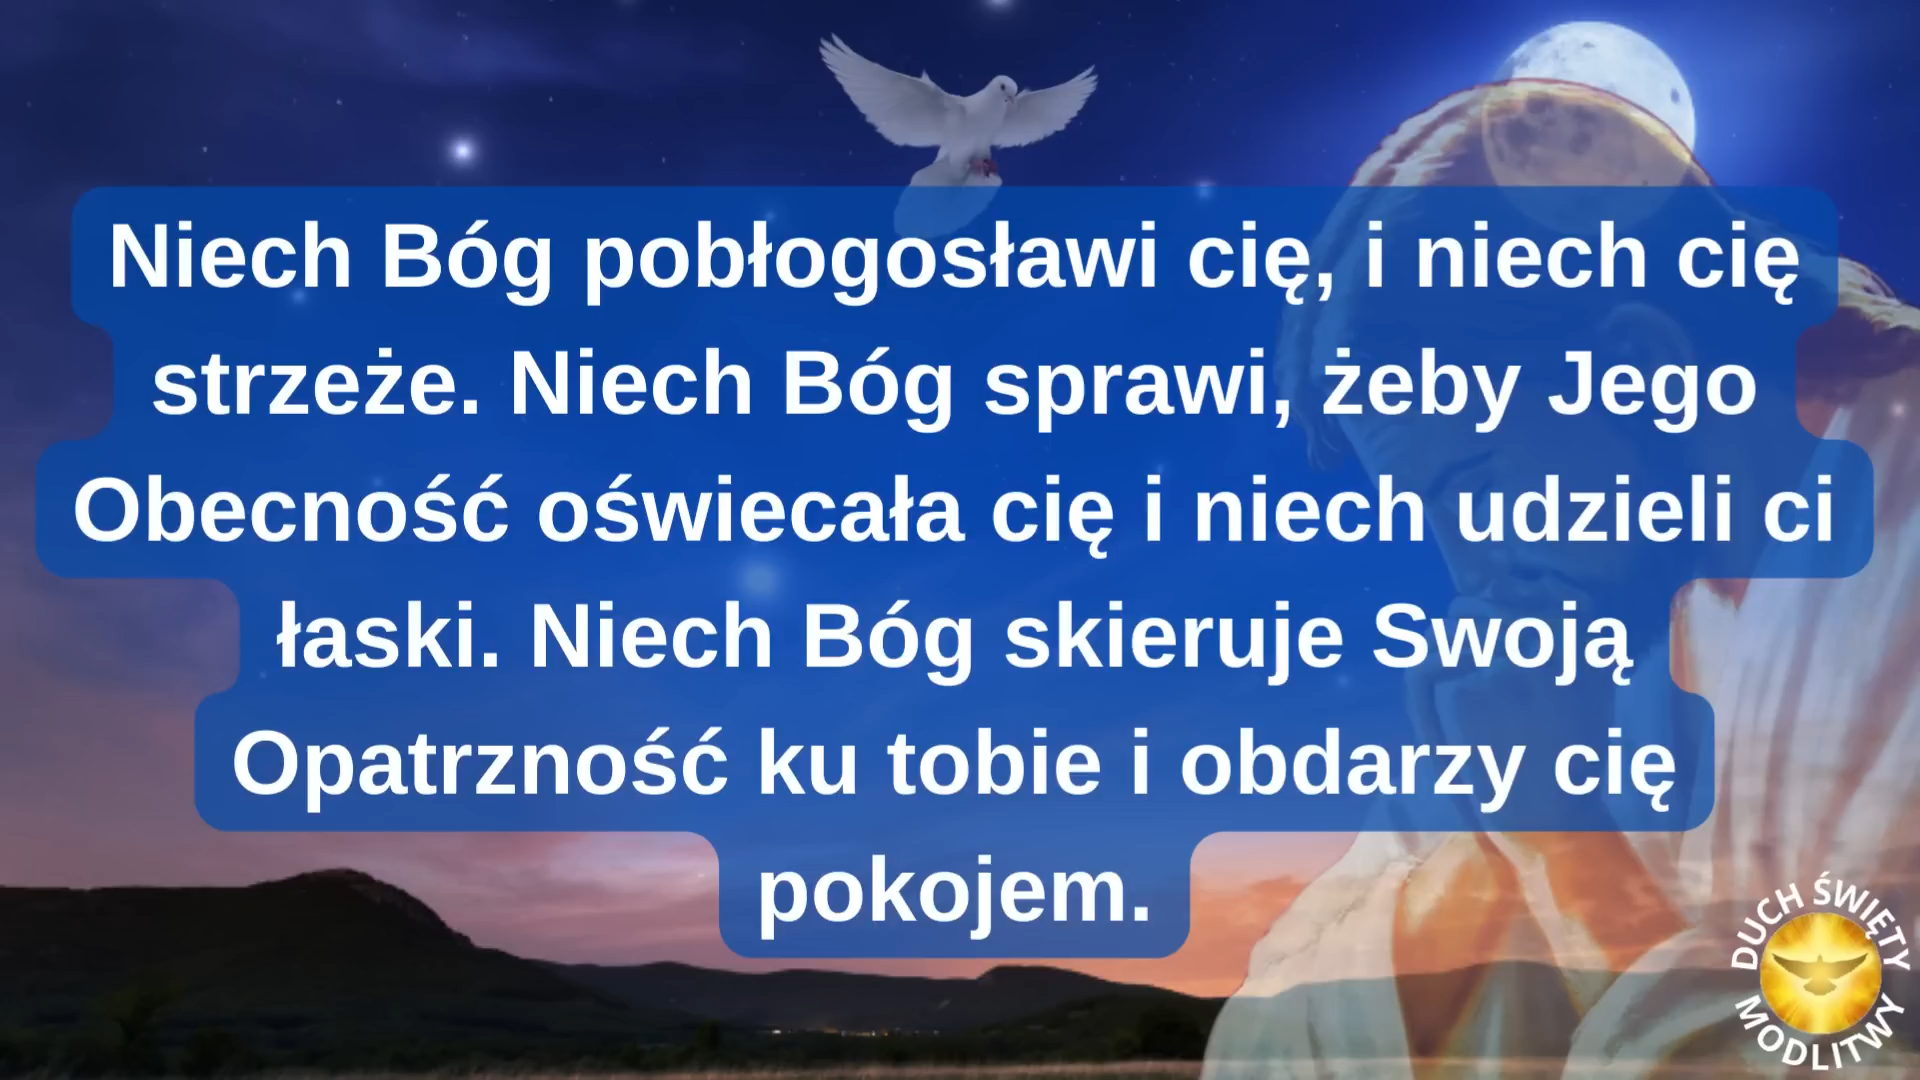 Niech Bóg pobłogosławi cię, i niech cię
strzeże. Niech Bóg sprawi, żeby Jego
Obecność oświecała cię i niech udzieli ci
łaski. Niech Bóg skieruje Swoją
Opatrzność ku tobie i obdarzy cię
pokojem.
DUCH ŚWIĘTY
MODLITWY